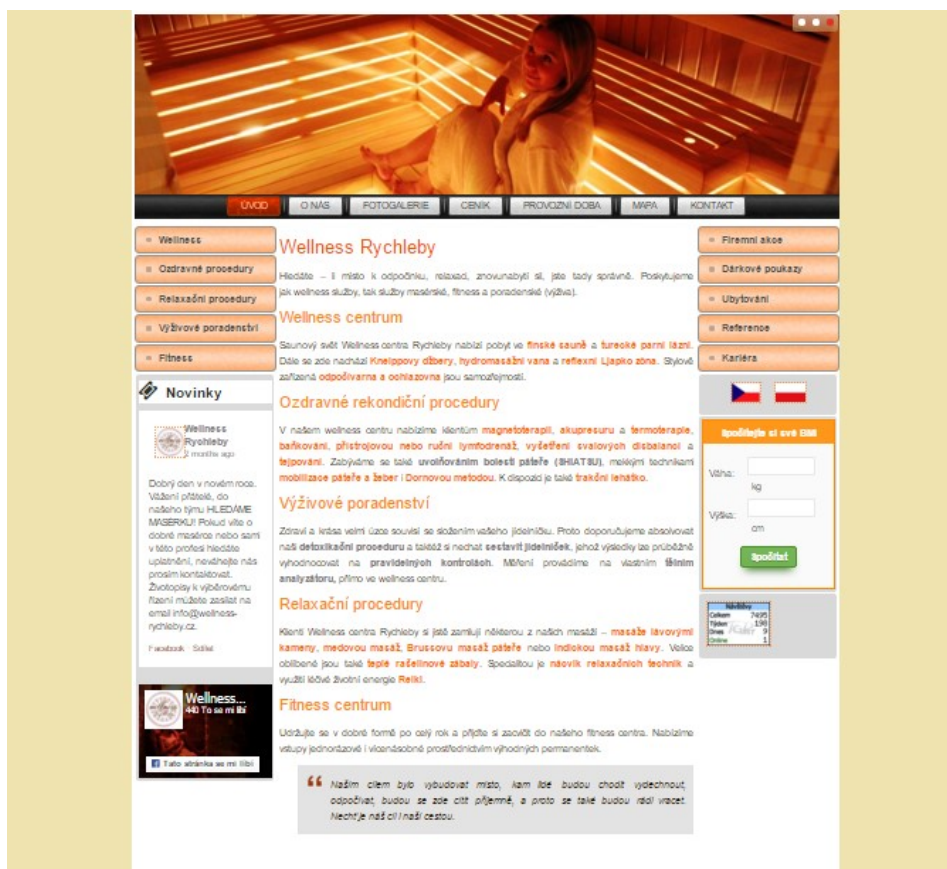 ÚVOD
O NÁS
FOTOGALERIE
CENÍK
PROVOZNÍ DOBA
MAPA
KONTAKT
Wellness
Ozdravné procedury
Relaxační procedury
Výživové poradenství
Fitness
Novinky
Wellness
Rychleby
2 months ago
Dobrý den v novém roce.
Vážení přátelé, do
našeho týmu HLEDÁME
MASÉRKU! Pokud víte o
dobré masérce nebo sami
v této profesi hledáte
uplatnění, neváhejte nás
prosím kontaktovat.
Životopisy k výběrovému
řízení můžete zasílat na
email info@wellness-
rychleby.cz.
Facebook Sdílet
Wellness...
440 To se mi líbí
Tato stránka se mi líbí
Wellness Rychleby
Hledáte – li místo k odpočinku, relaxaci, znovunabytí sil, jste tady správně. Poskytujeme
jak wellness služby, tak služby masérské, fitness a poradenské (výživa).
Wellness centrum
Saunový svět Wellness centra Rychleby nabízí pobyt ve finské sauně a turecké parní lázni.
Dále se zde nachází Kneippovy džbery, hydromasážní vana a reflexní Ljapko zóna. Stylově
zařízená odpočívarna a ochlazovna jsou samozřejmostí.
Ozdravné rekondiční procedury
V našem wellness centru nabízíme klientům magnetoterapii, akupresuru a termoterapie,
baňkování, přístrojovou nebo ruční lymfodrenáž, vyšetření svalových disbalancí a
tejpování. Zabýváme se také uvolňováním bolestí páteře (SHIATSU), měkkými technikami
mobilizace páteře a žeber i Dornovou metodou. K dispozici je také trakční lehátko.
Výživové poradenství
Zdraví a krása velmi úzce souvisí se složením vašeho jídelníčku. Proto doporučujeme absolvovat
naši detoxikační proceduru a taktéž si nechat sestavit jídelníček, jehož výsledky lze průběžně
vyhodnocovat na pravidelných kontrolách. Měření provádíme na vlastním tělním
analyzátoru, přímo ve wellness centru.
Relaxační procedury
Klienti Wellness centra Rychleby si jistě zamilují některou z našich masáží – masáže lávovými
kameny, medovou masáž, Brussovu masáž páteře nebo indickou masáž hlavy. Velice
oblíbené jsou také teplé rašelinové zábaly. Specialitou je nácvik relaxačních technik a
využití léčivé životní energie Reiki.
Fitness centrum
Udržujte se v dobré formě po celý rok a přijďte si zacvičit do našeho fitness centra. Nabízíme
vstupy jednorázové i vícenásobné prostřednictvím výhodných permanentek.
Naším cílem bylo vybudovat místo, kam lidé budou chodit vydechnout,
odpočívat, budou se zde cítit příjemně, a proto se také budou rádi vracet.
Nechť je náš cíl i naší cestou.
Firemní akce
Dárkové poukazy
Ubytování
Reference
Kariéra
Spočítejte si své BMI
Váha:
kg
Výška:
cm
Spočítat
Návštěvy
Celkem 7495
Týden 198
Dnes 9
Online 1